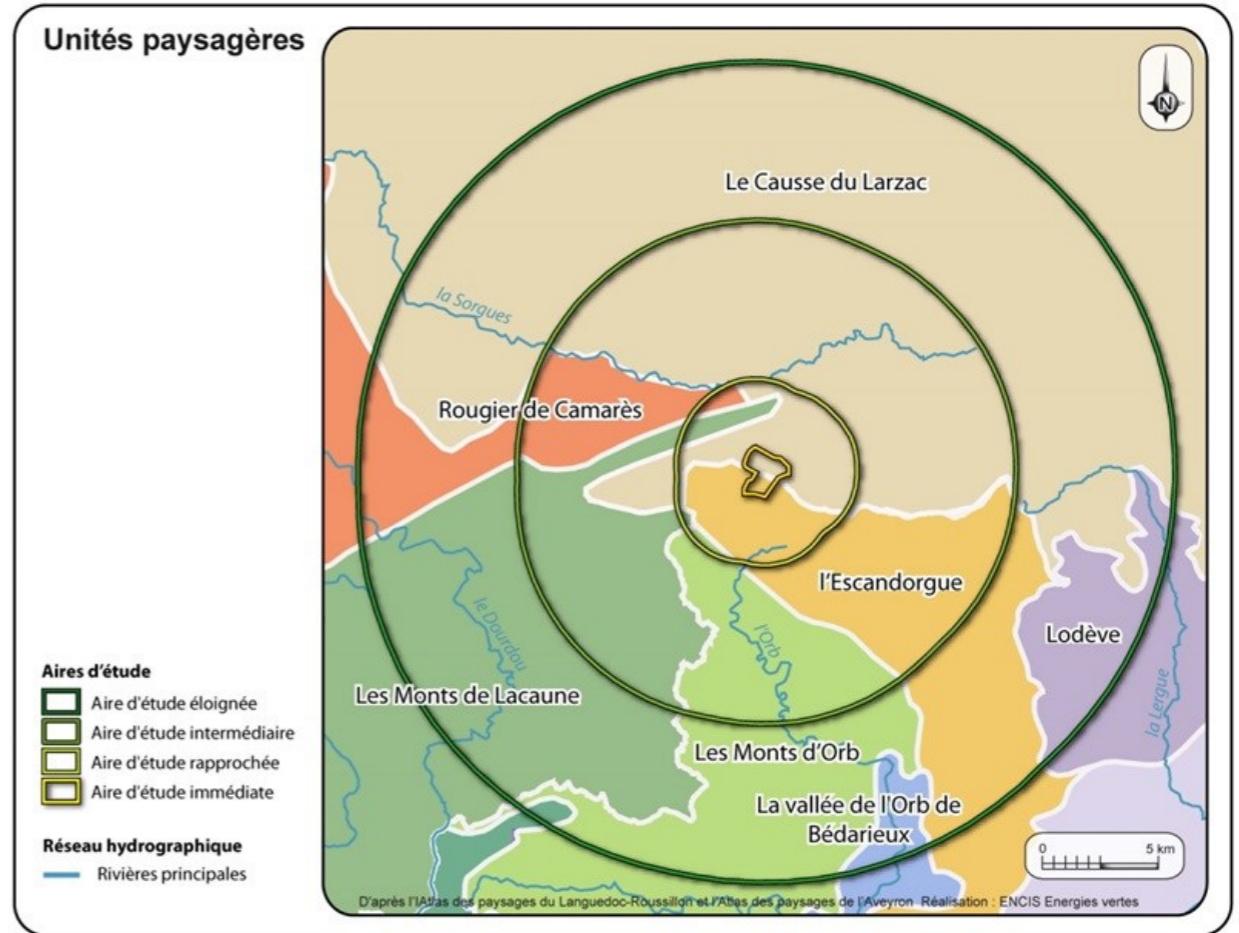 Unités paysagères
N
Le Causse du Larzac
la Sorgues
Rougier de Camarès
l'Escandorgue
Lodève
l'Orb
le Dourdou
la Lergue
Les Monts de Lacaune
Les Monts d'Orb
La vallée de l'Orb de
Bédarieux
Aires d'étude
Aire d'étude éloignée
Aire d'étude intermédiaire
Aire d'étude rapprochée
Aire d'étude immédiate
Réseau hydrographique
Rivières principales
0 5 km
D'après l'lAtlas des paysages du Languedoc-Roussillon et l'Atlas des paysages de l'Aveyron Réalisation : ENCIS Energies vertes